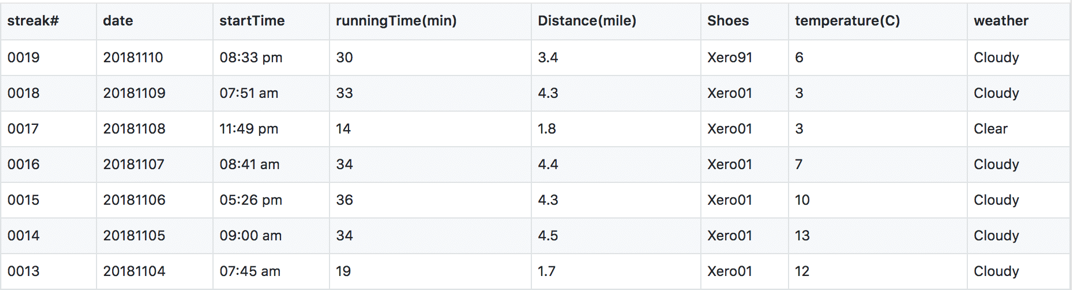 streak# date startTime runningTime(min) Distance(mile) Shoes temperature(C) weather
0019 20181110 08:33 pm 30 3.4 Xero91 6 Cloudy
0018 20181109 07:51 am 33 4.3 Xero01 3 Cloudy
0017 20181108 11:49 pm 14 1.8 Xero01 3 Clear
0016 20181107 08:41 am 34 4.4 Xero01 7 Cloudy
0015 20181106 05:26 pm 36 4.3 Xero01 10 Cloudy
0014 20181105 09:00 am 34 4.5 Xero01 13 Cloudy
0013 20181104 07:45 am 19 1.7 Xero01 12 Cloudy